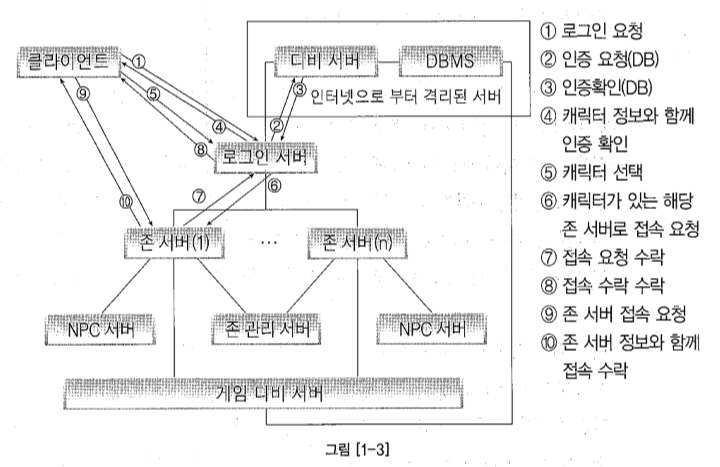 클라이언트
①
디비 서버
DBMS
⑨
⑤
③
인터넷으로 부터 격리된 서버
④
②
⑧
로그인 서버
⑦
⑥
⑩
존 서버(1)
...
존 서버(n)
NPC 서버
존 관리 서버
NPC 서버
게임 디비 서버
그림 [1-3]
① 로그인 요청
② 인증 요청(DB)
③ 인증확인(DB)
④ 캐릭터 정보와 함께
인증 확인
⑤ 캐릭터 선택
⑥ 캐릭터가 있는 해당
존 서버로 접속 요청
⑦ 접속 요청 수락
⑧ 접속 수락 수락
⑨ 존 서버 접속 요청
⑩ 존 서버 정보와 함께
접속 수락